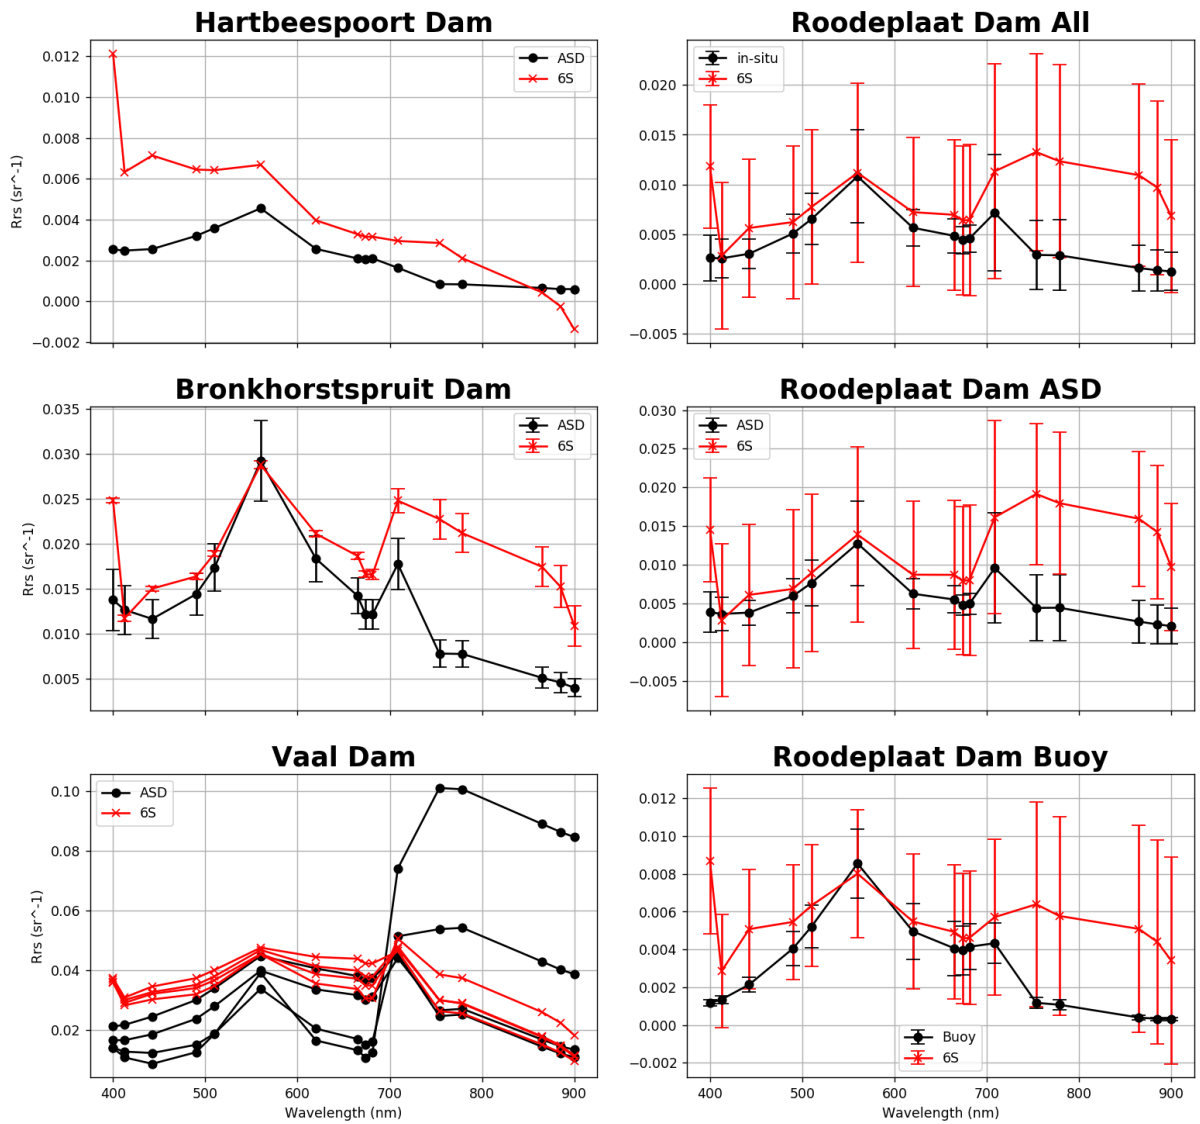 Hartbeespoort Dam
Rrs (sr^-1)
0.012
0.010
0.008
0.006
0.004
0.002
0.000
−0.002
ASD
6S
Roodeplaat Dam All
0.020
0.015
0.010
0.005
0.000
−0.005
in-situ
6S
Bronkhorstspruit Dam
Rrs (sr^-1)
0.035
0.030
0.025
0.020
0.015
0.010
0.005
ASD
6S
Roodeplaat Dam ASD
0.030
0.025
0.020
0.015
0.010
0.005
0.000
−0.005
ASD
6S
Vaal Dam
Rrs (sr^-1)
0.10
0.08
0.06
0.04
0.02
ASD
6S
400 500 600 700 800 900
Wavelength (nm)
Roodeplaat Dam Buoy
0.012
0.010
0.008
0.006
0.004
0.002
0.000
−0.002
Buoy
6S
400 500 600 700 800 900
Wavelength (nm)